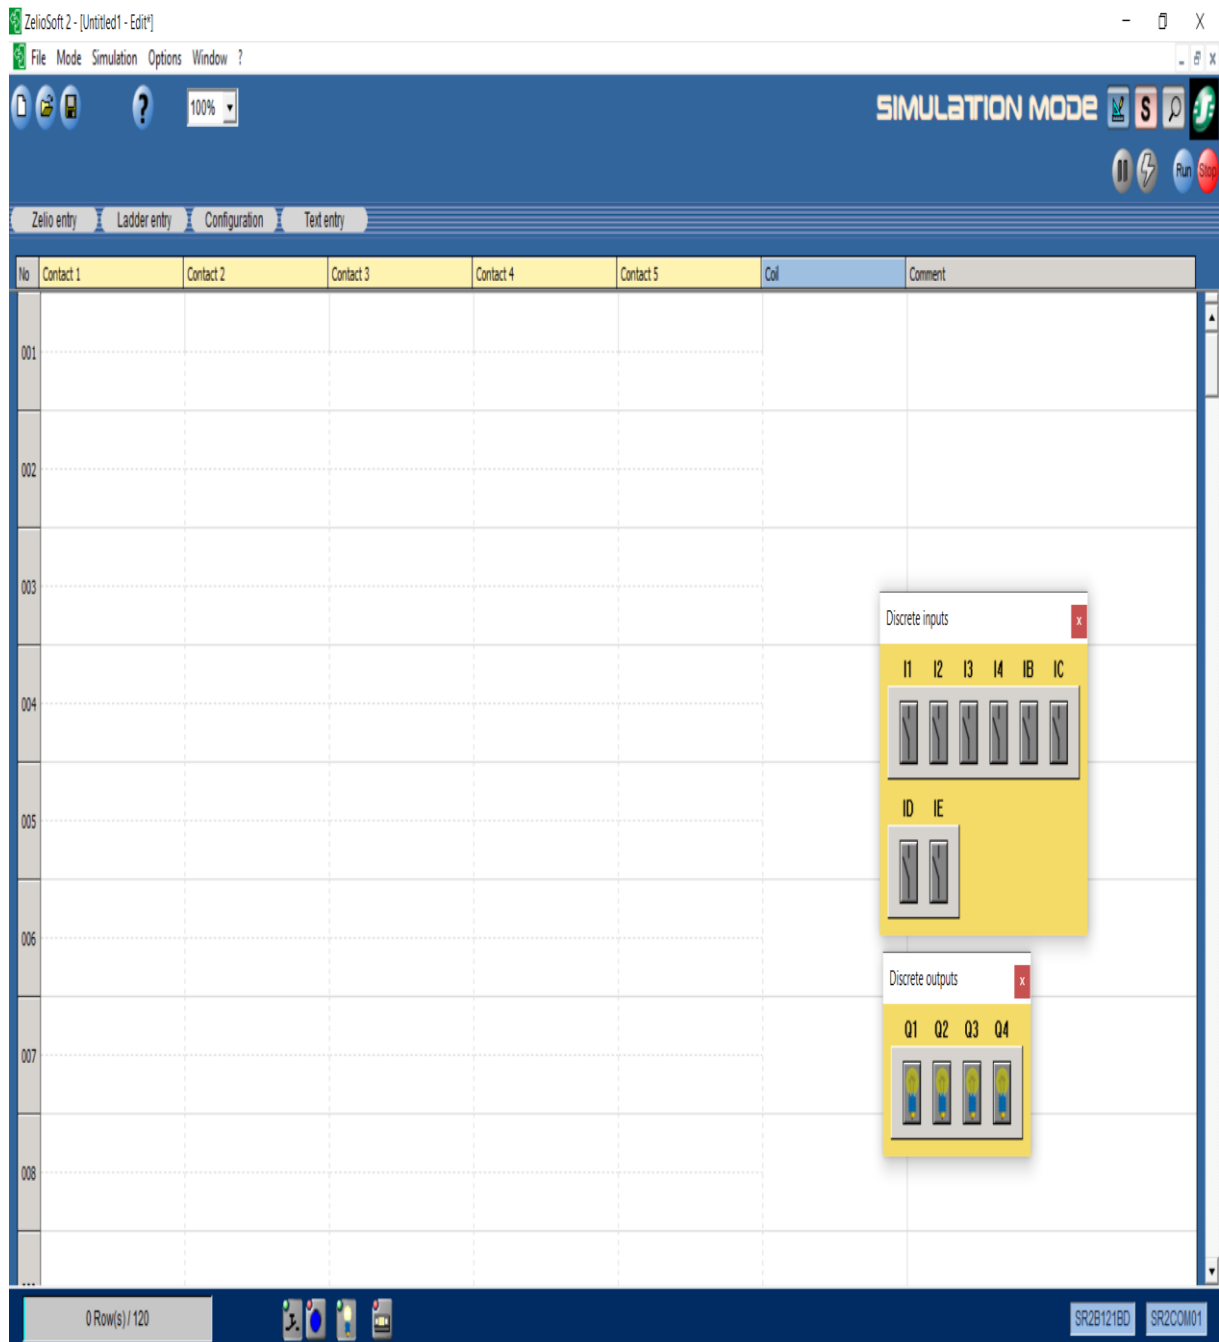 ZelioSoft 2 - [Untitled1 - Edit*]
File Mode Simulation Options Window ?
100%
SIMULATION MODE
S
Run Stop
Zelio entry Ladder entry Configuration Text entry
No Contact 1 Contact 2 Contact 3 Contact 4 Contact 5 Coil Comment
001
002
003
004
005
006
007
008
Discrete inputs
I1 I2 I3 I4 IB IC
ID IE
Discrete outputs
Q1 Q2 Q3 Q4
0 Row(s) / 120
SR2B121BD SR2COM01